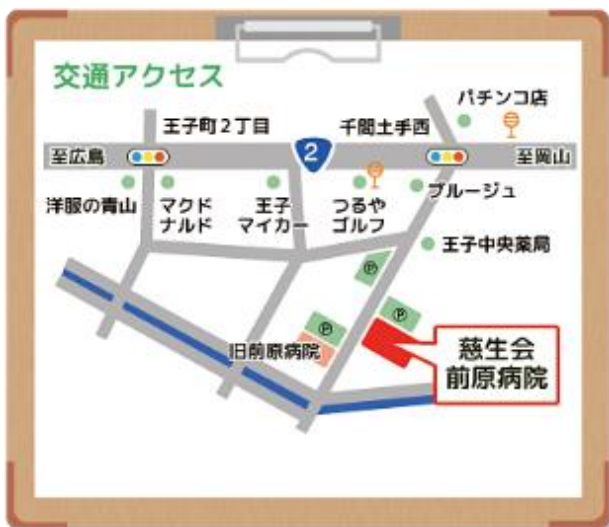 交通アクセス
パチンコ店
王子町2丁目
千間土手西
至広島
2
至岡山
洋服の青山
マクド
ナルド
王子
マイカー
つるや
ゴルフ
ブルージュ
王子中央薬局
P
P
P
旧前原病院
慈生会
前原病院